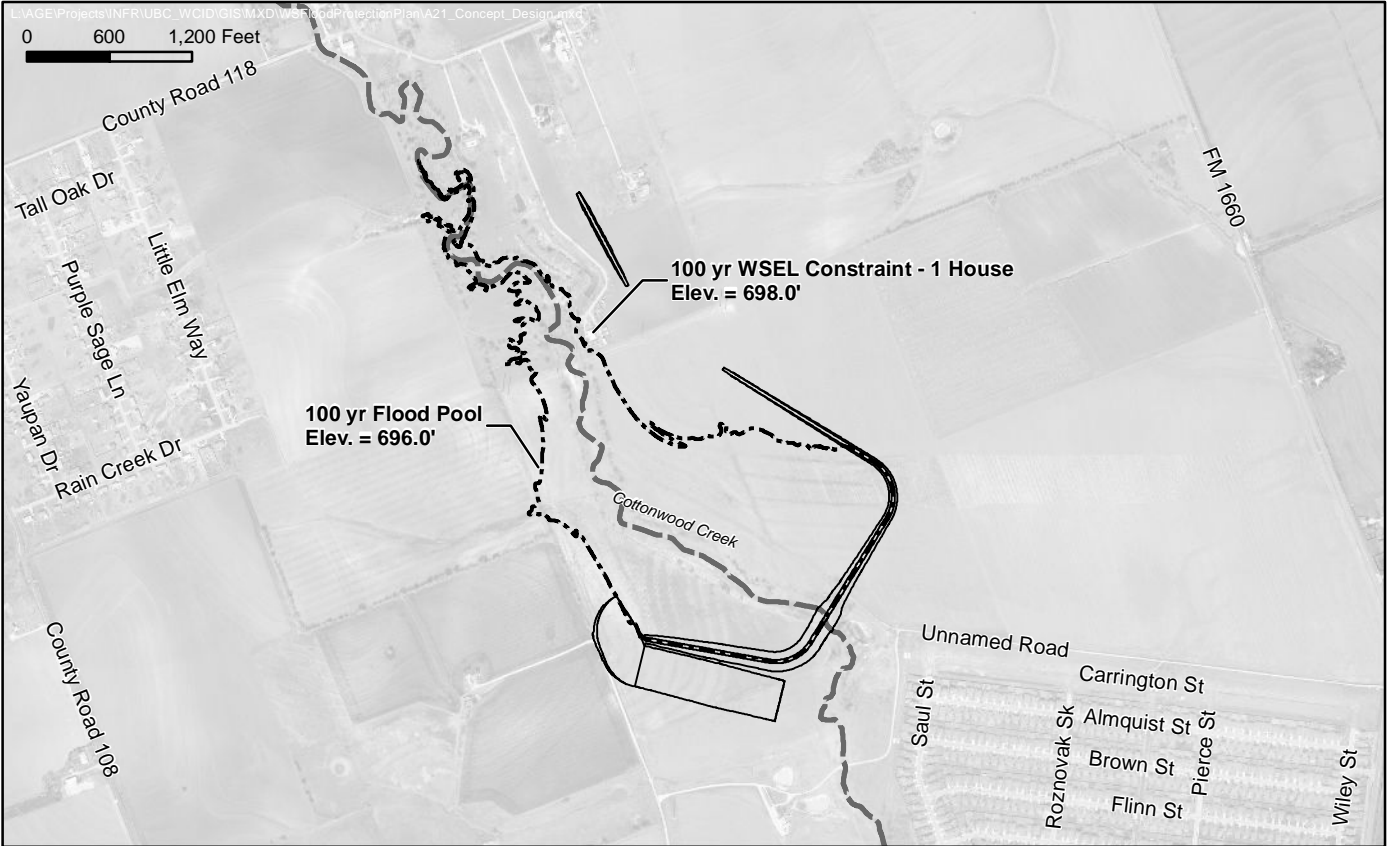 L:\AGE\Projects\INFR\UBC_WCID\GIS\MXD\WSFloodProtectionPlan\A21_Concept_Design.mxd
0 600 1,200 Feet
County Road 118
Tall Oak Dr
FM 1660
Little Elm Way
Purple Sage Ln
100 yr WSEL Constraint - 1 House
Elev. = 698.0'
Yaupan Dr
100 yr Flood Pool
Elev. = 696.0'
Rain Creek Dr
Cottonwood Creek
County Road 108
Unnamed Road
Carrington St
Saul St
Almquist St
Roznovak Sk
Pierce St
Brown St
Wiley St
Flinn St